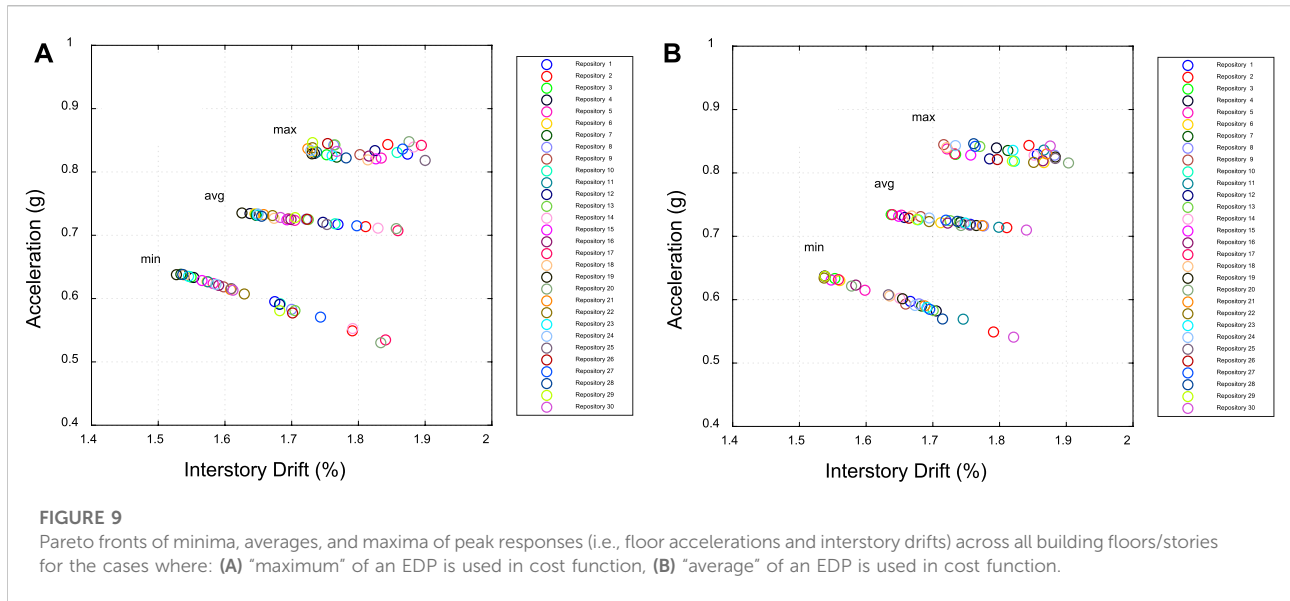 A
1
0.9
0.8
0.7
0.6
0.5
0.4
Acceleration (g)
max
avg
min
1.4
1.5
1.6
1.7
1.8
1.9
2
Interstory Drift (%)
Repository 1
Repository 2
Repository 3
Repository 4
Repository 5
Repository 6
Repository 7
Repository 8
Repository 9
Repository 10
Repository 11
Repository 12
Repository 13
Repository 14
Repository 15
Repository 16
Repository 17
Repository 18
Repository 19
Repository 20
Repository 21
Repository 22
Repository 23
Repository 24
Repository 25
Repository 26
Repository 27
Repository 28
Repository 29
Repository 30
B
1
0.9
0.8
0.7
0.6
0.5
0.4
Acceleration (g)
max
avg
min
1.4
1.5
1.6
1.7
1.8
1.9
2
Interstory Drift (%)
Repository 1
Repository 2
Repository 3
Repository 4
Repository 5
Repository 6
Repository 7
Repository 8
Repository 9
Repository 10
Repository 11
Repository 12
Repository 13
Repository 14
Repository 15
Repository 16
Repository 17
Repository 18
Repository 19
Repository 20
Repository 21
Repository 22
Repository 23
Repository 24
Repository 25
Repository 26
Repository 27
Repository 28
Repository 29
Repository 30
FIGURE 9
Pareto fronts of minima, averages, and maxima of peak responses (i.e., floor accelerations and interstory drifts) across all building floors/stories
for the cases where: (A) "maximum" of an EDP is used in cost function, (B) "average" of an EDP is used in cost function.